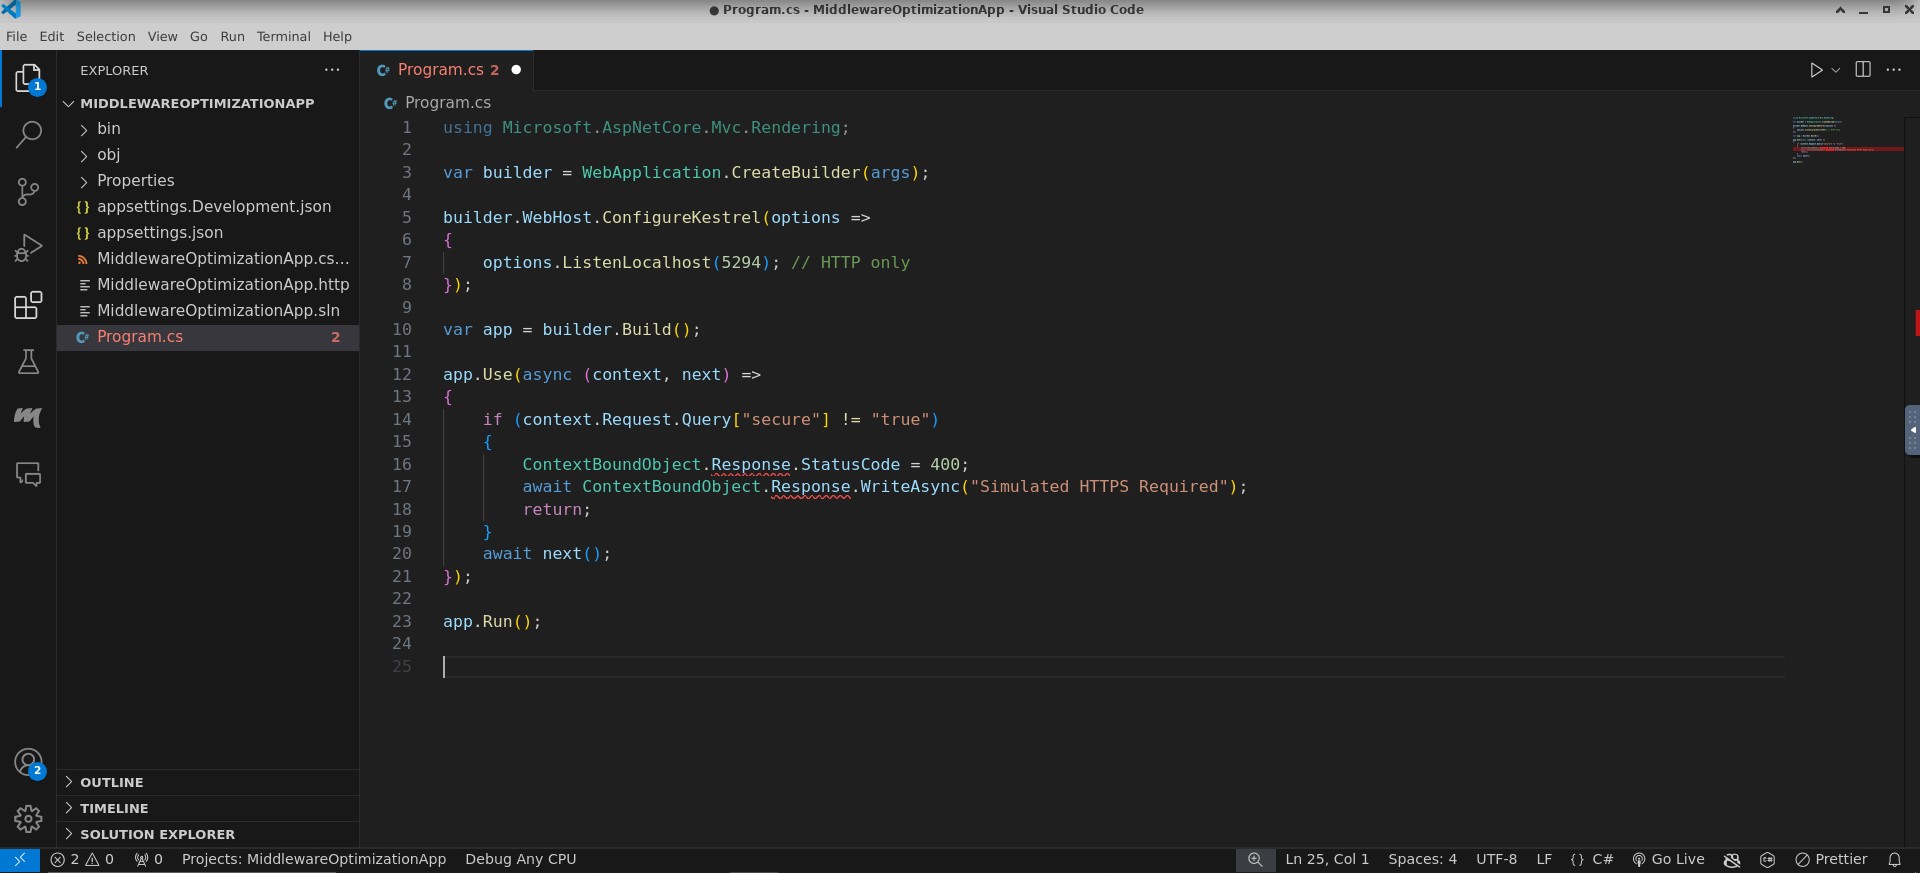 ● Program.cs - MiddlewareOptimizationApp - Visual Studio Code
File Edit Selection View Go Run Terminal Help
EXPLORER ···
MIDDLEWAREOPTIMIZATIONAPP
bin
obj
Properties
{} appsettings.Development.json
{} appsettings.json
MiddlewareOptimizationApp.cs...
MiddlewareOptimizationApp.http
MiddlewareOptimizationApp.sln
C# Program.cs 2
OUTLINE
TIMELINE
SOLUTION EXPLORER
1
2
C# Program.cs 2 ●
C# Program.cs
1 using Microsoft.AspNetCore.Mvc.Rendering;
2
3 var builder = WebApplication.CreateBuilder(args);
4
5 builder.WebHost.ConfigureKestrel(options =>
6 {
7     options.ListenLocalhost(5294); // HTTP only
8 });
9
10 var app = builder.Build();
11
12 app.Use(async (context, next) =>
13 {
14     if (context.Request.Query["secure"] != "true")
15     {
16         ContextBoundObject.Response.StatusCode = 400;
17         await ContextBoundObject.Response.WriteAsync("Simulated HTTPS Required");
18         return;
19     }
20     await next();
21 });
22
23 app.Run();
24
25
2 0 0 Projects: MiddlewareOptimizationApp Debug Any CPU Ln 25, Col 1 Spaces: 4 UTF-8 LF {} C# Go Live Prettier